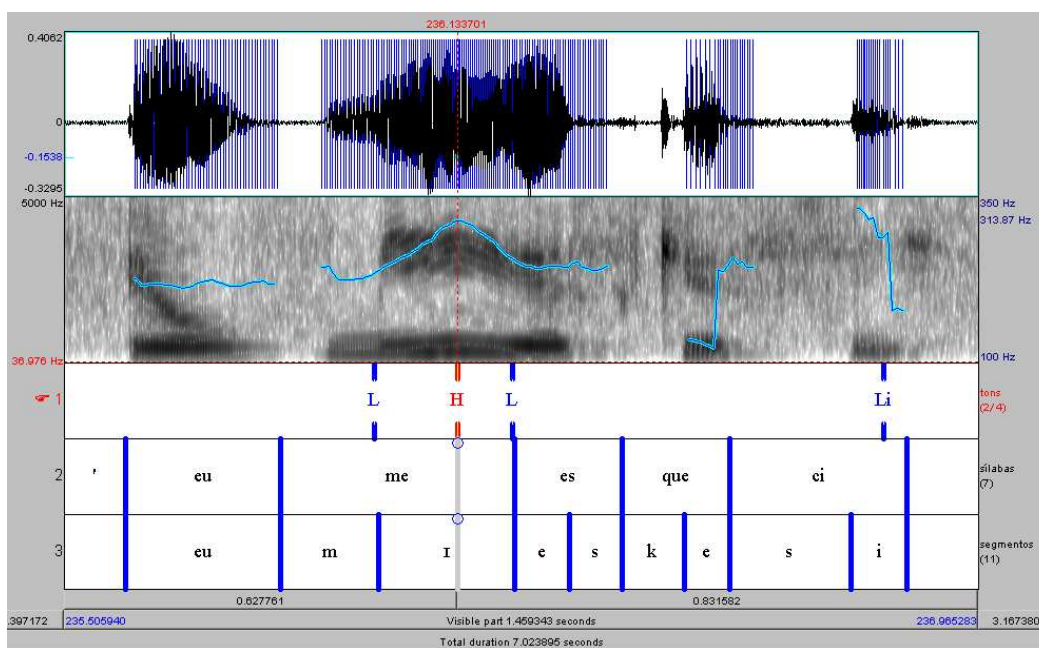 236.133701
0.4062
0
-0.1538
-0.3295
5000 Hz
350 Hz
313.87 Hz
36.976 Hz
100 Hz
1
L
H
L
Li
tons
(2/4)
2
'
eu
me
es
que
ci
sílabas
(7)
3
eu
m
ɪ
e
s
k
e
s
i
segmentos
(11)
0.627761
0.831582
.397172
235.505940
Visible part 1.459343 seconds
236.965283
3.167380
Total duration 7.023895 seconds